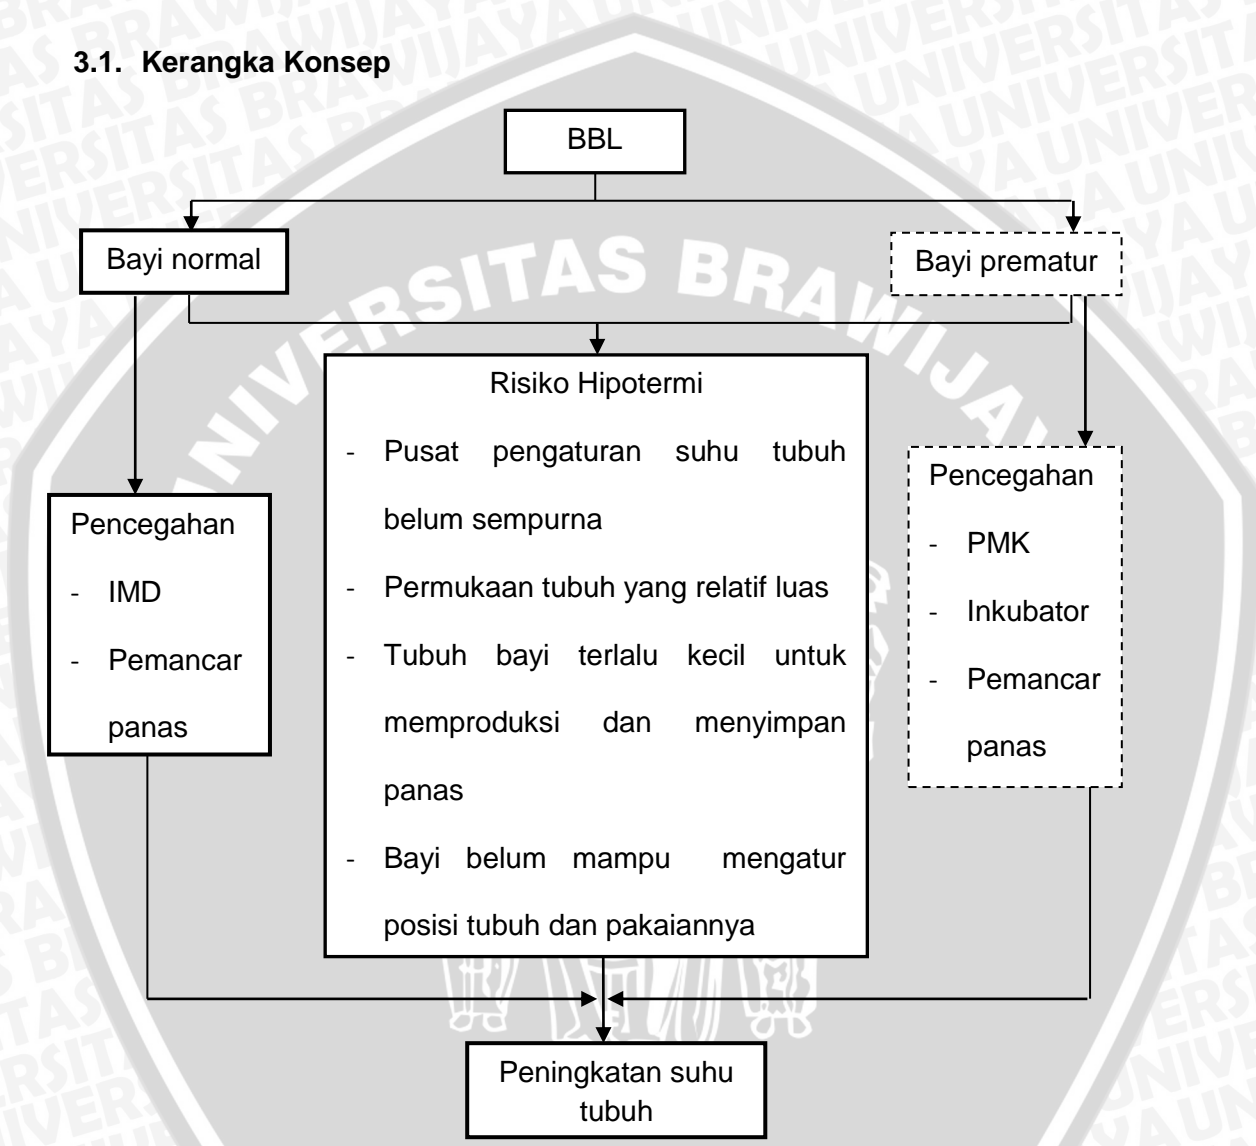 3.1. Kerangka Konsep
BBL
Bayi normal
Bayi prematur
Risiko Hipotermi
- Pusat pengaturan suhu tubuh
belum sempurna
- Permukaan tubuh yang relatif luas
- Tubuh bayi terlalu kecil untuk
memproduksi dan menyimpan
panas
- Bayi belum mampu mengatur
posisi tubuh dan pakaiannya
Pencegahan
- IMD
- Pemancar
panas
Pencegahan
- PMK
- Inkubator
- Pemancar
panas
Peningkatan suhu
tubuh